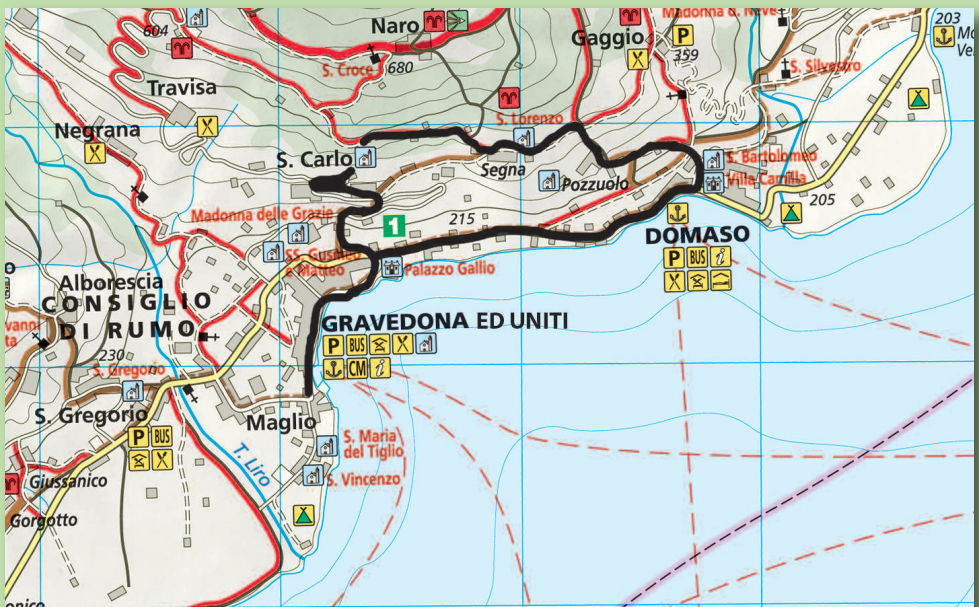 604
Naro
S. Croce
680
Gaggio
P
359
Madonna d. Neve
203
S. Silvestro
Travisa
Negrana
S. Lorenzo
S. Carlo
Segna
Pozzuolo
S. Bartolomeo
Villa Camilla
205
Madonna delle Grazie
1
215
SS. Gusmeo
e Matteo
Palazzo Gallio
DOMASO
P BUS i
Alborescia
CONSIGLIO
DI RUMO
GRAVEDONA ED UNITI
P BUS
CM i
230
S. Gregorio
S. Gregorio
Maglio
P BUS
T. Liro
S. Maria
del Tiglio
S. Vincenzo
Giussanico
Gorgotto